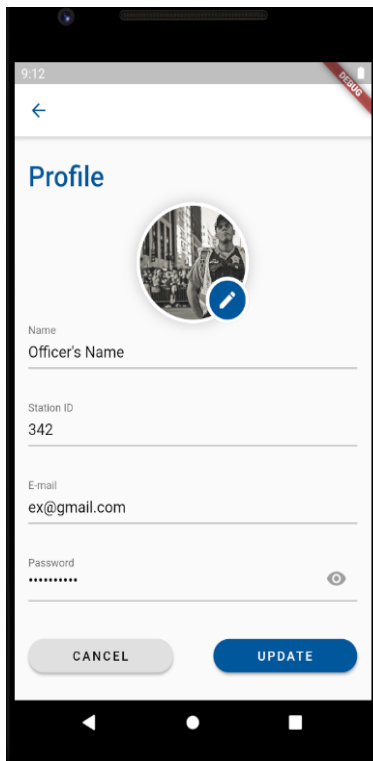 9:12
DEBUG
Profile
Name
Officer's Name
Station ID
342
E-mail
ex@gmail.com
Password
••••••••••
CANCEL
UPDATE